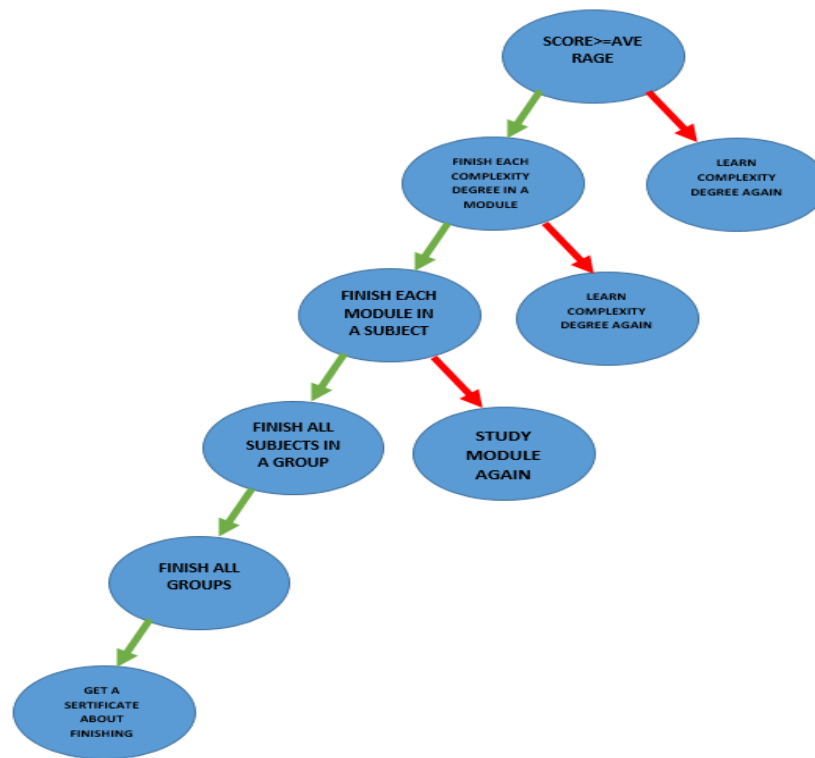 SCORE>=AVE
RAGE
FINISH EACH
COMPLEXITY
DEGREE IN A
MODULE
LEARN
COMPLEXITY
DEGREE AGAIN
FINISH EACH
MODULE IN
A SUBJECT
LEARN
COMPLEXITY
DEGREE AGAIN
FINISH ALL
SUBJECTS IN
A GROUP
STUDY
MODULE
AGAIN
FINISH ALL
GROUPS
GET A
SERTIFICATE
ABOUT
FINISHING